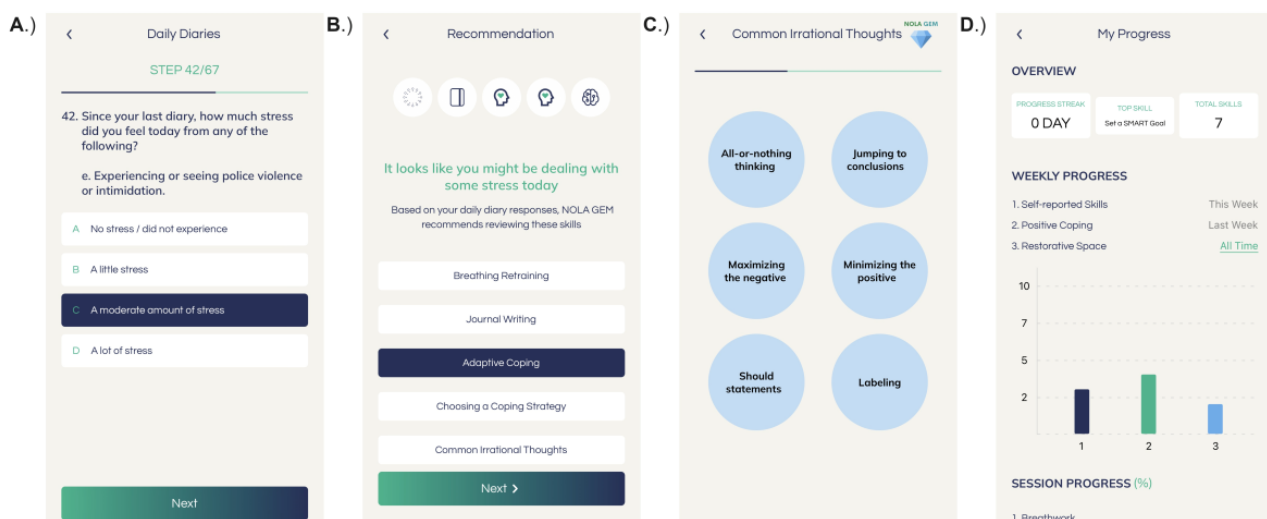 A.)
Daily Diaries
STEP 42/67
42. Since your last diary, how much stress
did you feel today from any of the
following?
e. Experiencing or seeing police violence
or intimidation.
A No stress / did not experience
B A little stress
C A moderate amount of stress
D A lot of stress
Next
B.)
Recommendation
It looks like you might be dealing with
some stress today
Based on your daily diary responses, NOLA GEM
recommends reviewing these skills
Breathing Retraining
Journal Writing
Adaptive Coping
Choosing a Coping Strategy
Common Irrational Thoughts
Next
C.)
Common Irrational Thoughts
NOLA GEM
All-or-nothing
thinking
Jumping to
conclusions
Maximizing
the negative
Minimizing the
positive
Should
statements
Labeling
D.)
My Progress
OVERVIEW
PROGRESS STREAK
0 DAY
TOP SKILL
Set a SMART Goal
TOTAL SKILLS
7
WEEKLY PROGRESS
1. Self-reported Skills
This Week
2. Positive Coping
Last Week
3. Restorative Space
All Time
10
7
5
2
1 2 3
SESSION PROGRESS (%)
1. Breathwork